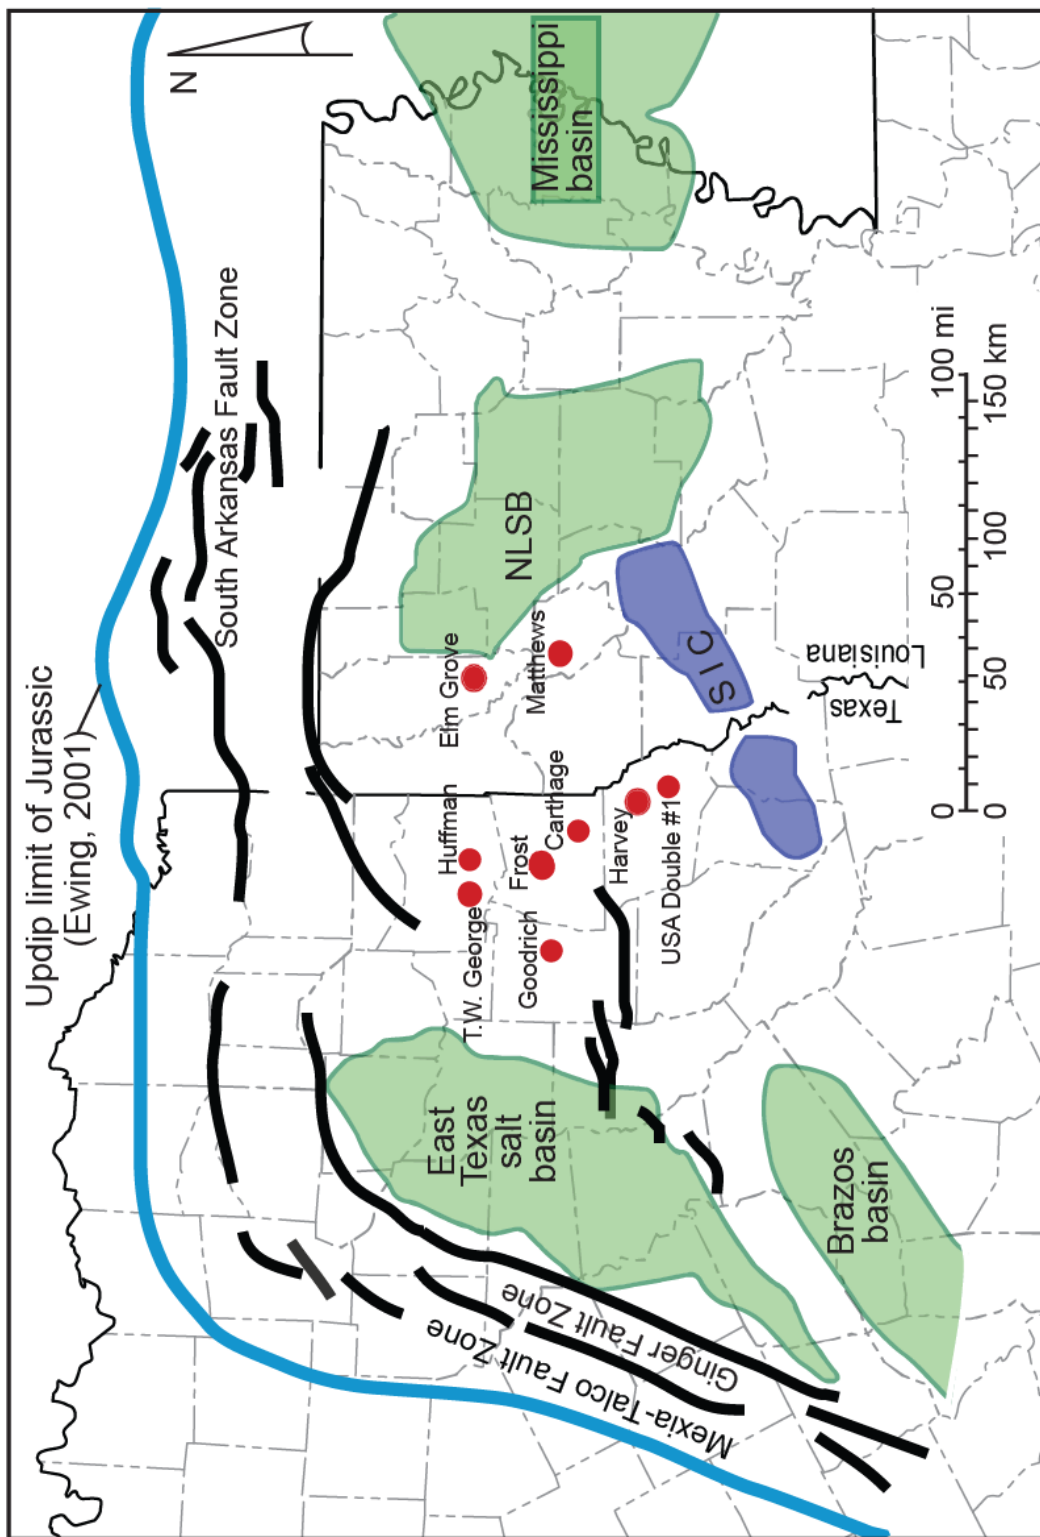 Updip limit of Jurassic
(Ewing, 2001)
N
South Arkansas Fault Zone
Mississippi
basin
NLSB
Elm Grove
Matthews
Huffman
T.W. George
Frost
Carthage
Goodrich
Harvey
USA Double #1
SIC
East
Texas
salt
basin
Mexia-Talco Fault Zone
Ginger Fault Zone
Brazos
basin
Texas
Louisiana
0 50 100 mi
0 50 100 150 km